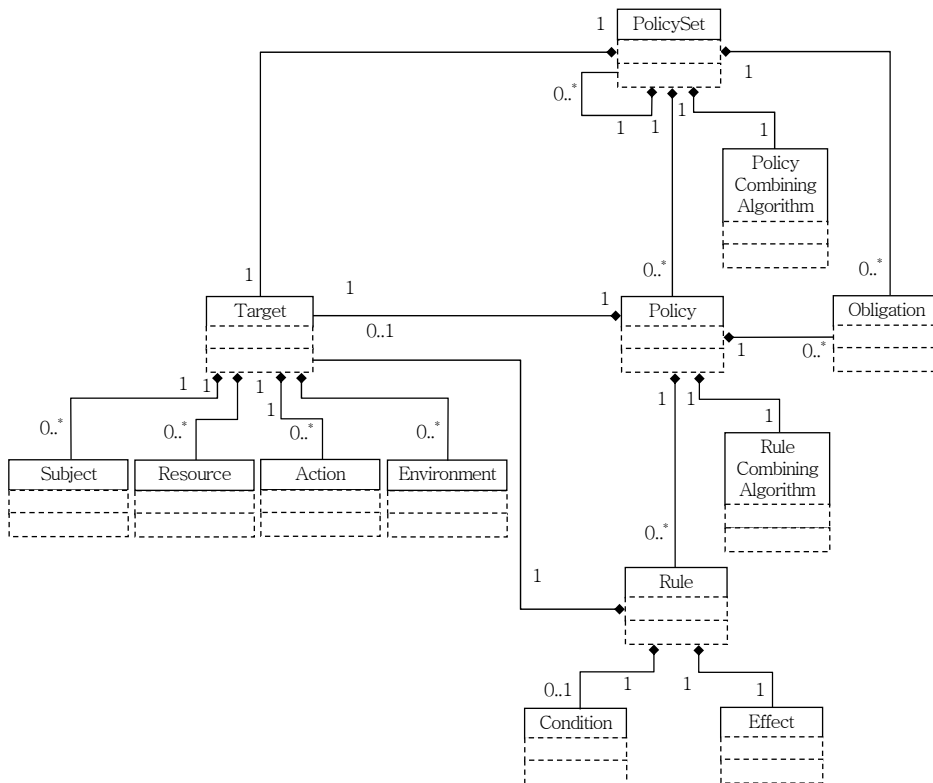 1
PolicySet
1
0..*
1
1
1
1
Policy
Combining
Algorithm
0..*
0..*
1
1
1
Target
Policy
Obligation
0..1
1
0..*
1
1
1
1
1
1
1
0..*
0..*
0..*
0..*
Subject
Resource
Action
Environment
Rule
Combining
Algorithm
0..*
1
Rule
0..1
1
1
1
Condition
Effect